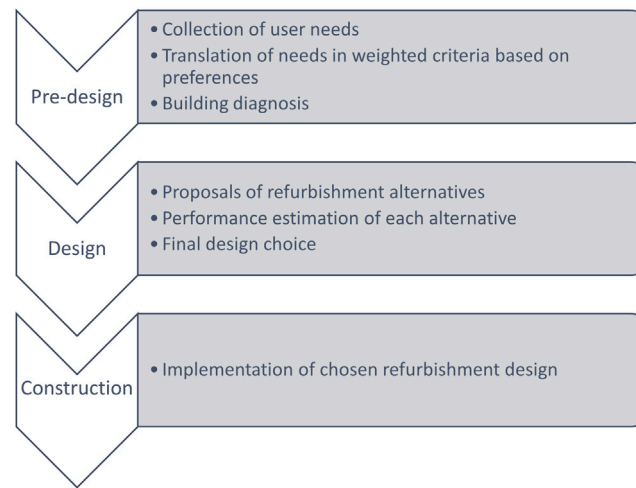 Pre-design
• Collection of user needs
• Translation of needs in weighted criteria based on
preferences
• Building diagnosis
Design
• Proposals of refurbishment alternatives
• Performance estimation of each alternative
• Final design choice
Construction
• Implementation of chosen refurbishment design